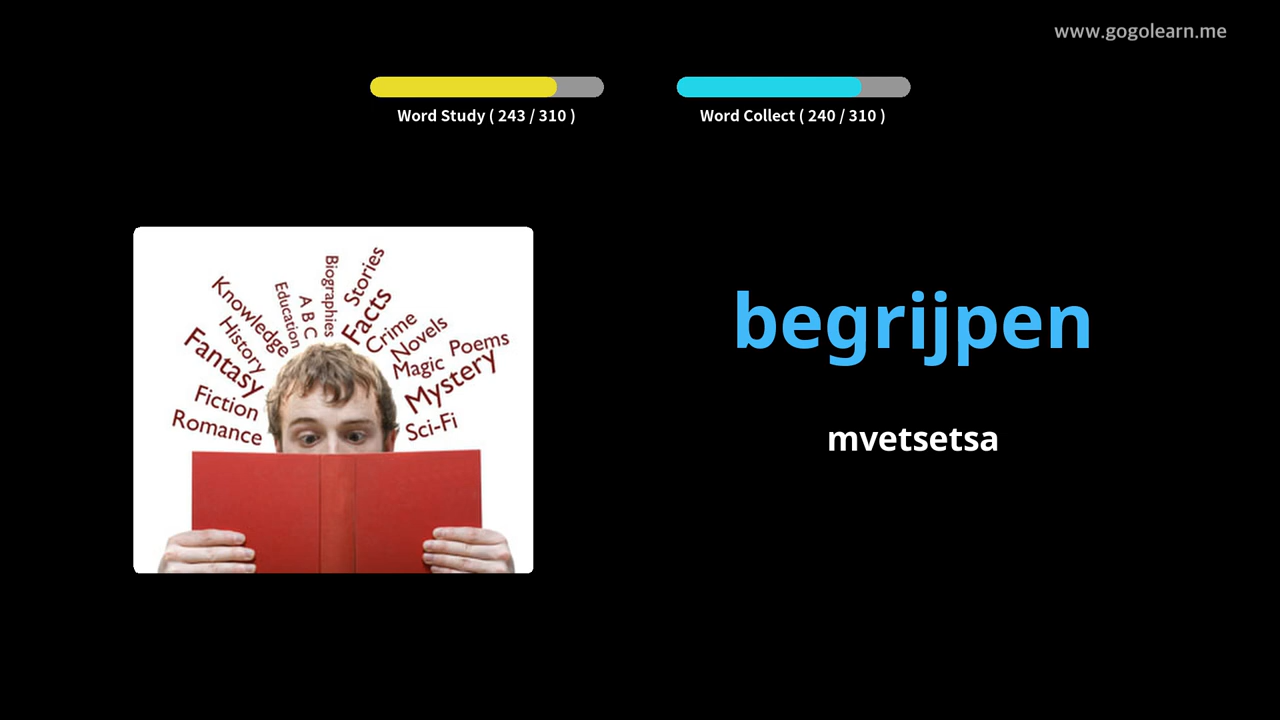 www.gogolearn.me
Word Study ( 243 / 310 )
Word Collect ( 240 / 310 )
Biographies
Stories
Education
A B C
Facts
Knowledge
Crime
History
Novels
Poems
Fantasy
Magic
Mystery
Fiction
Romance
Sci-Fi
begrijpen
mvetsetsa